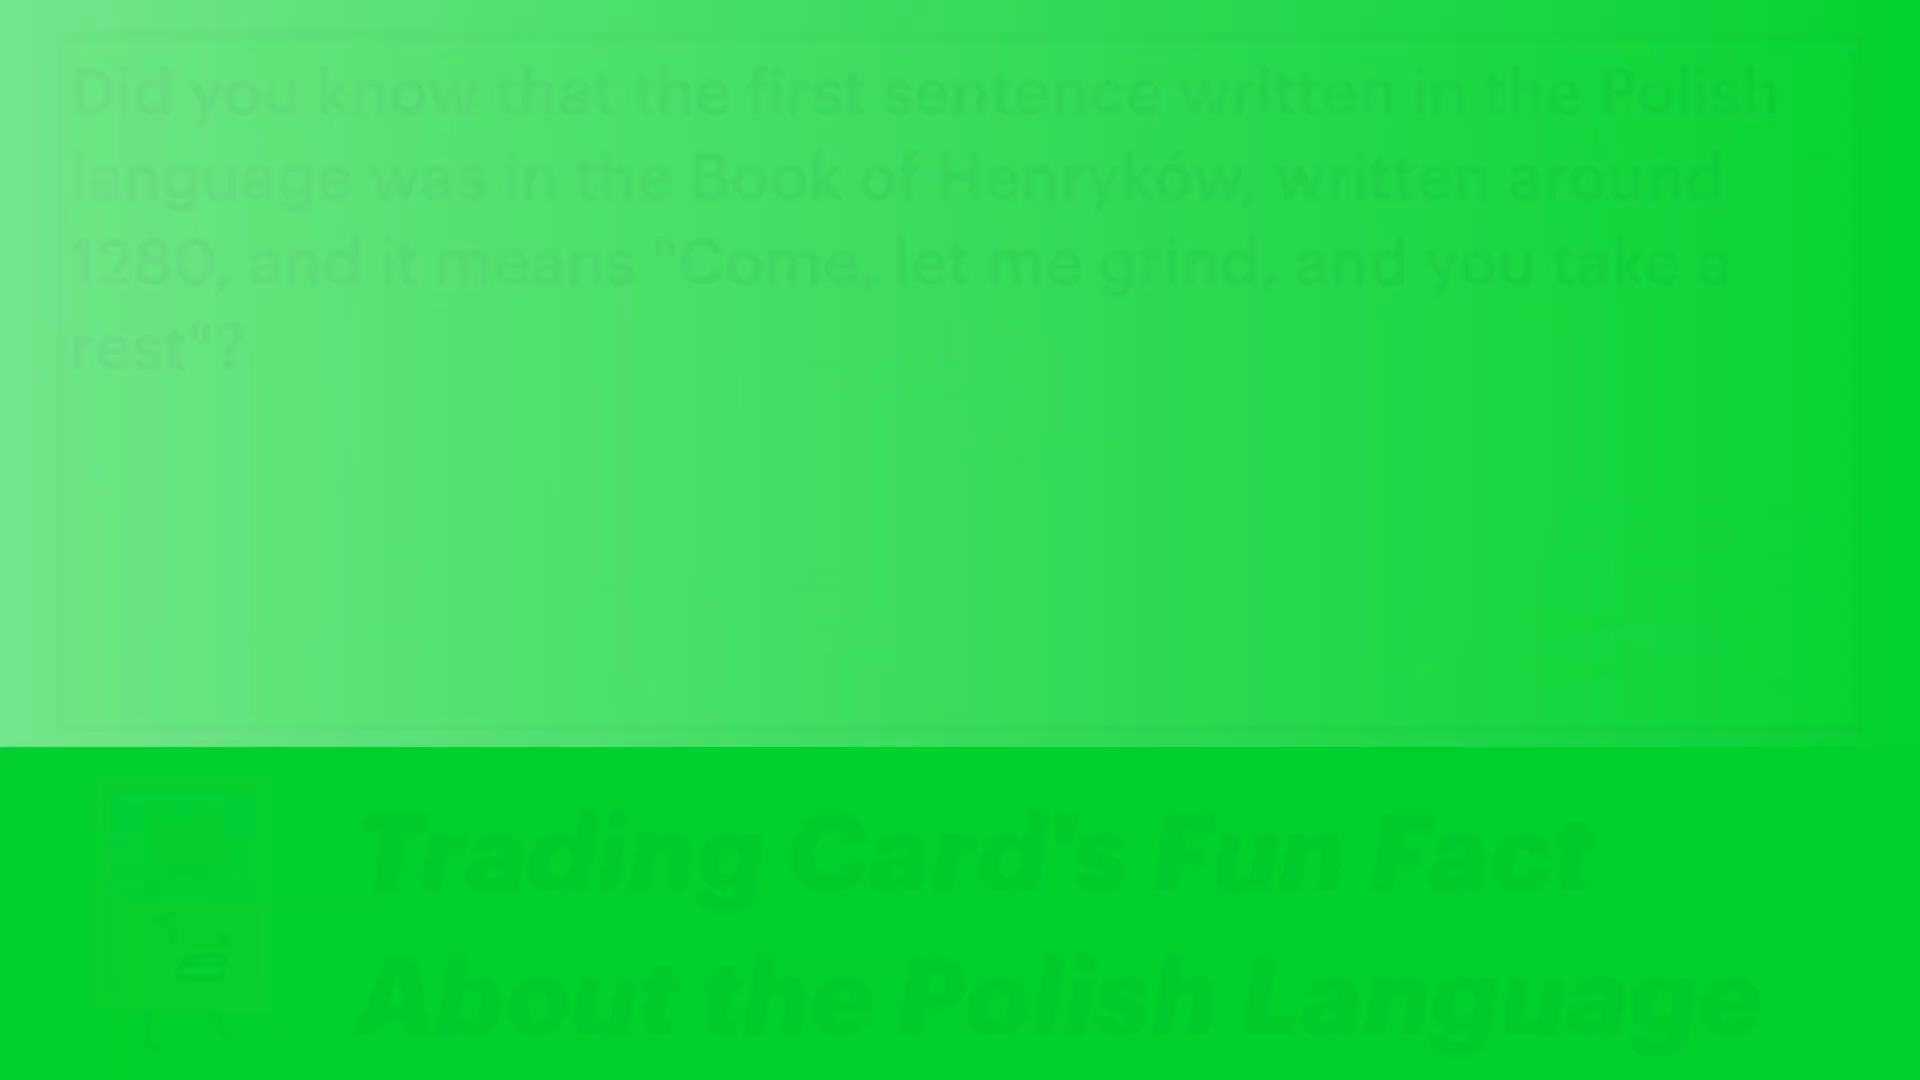 Did you know that the first sentence written in the Polish
language was in the Book of Henryków, written around
1280, and it means "Come, let me grind, and you take a
rest"?
Trading Card's Fun Fact
About the Polish Language